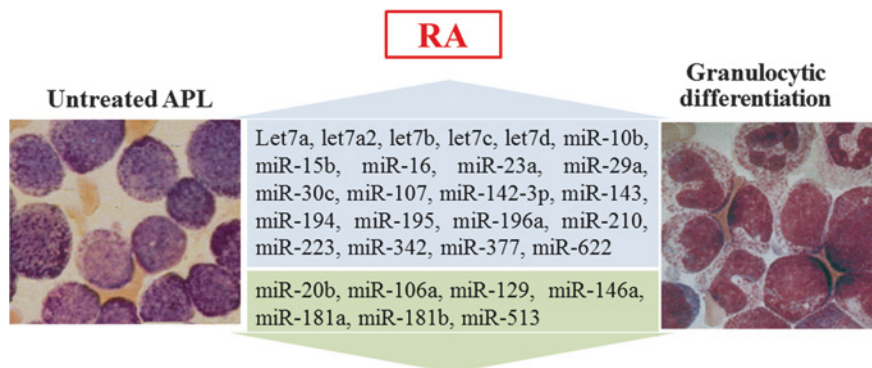 RA
Untreated APL
Granulocytic
differentiation
Let7a, let7a2, let7b, let7c, let7d, miR-10b,
miR-15b, miR-16, miR-23a, miR-29a,
miR-30c, miR-107, miR-142-3p, miR-143,
miR-194, miR-195, miR-196a, miR-210,
miR-223, miR-342, miR-377, miR-622
miR-20b, miR-106a, miR-129, miR-146a,
miR-181a, miR-181b, miR-513